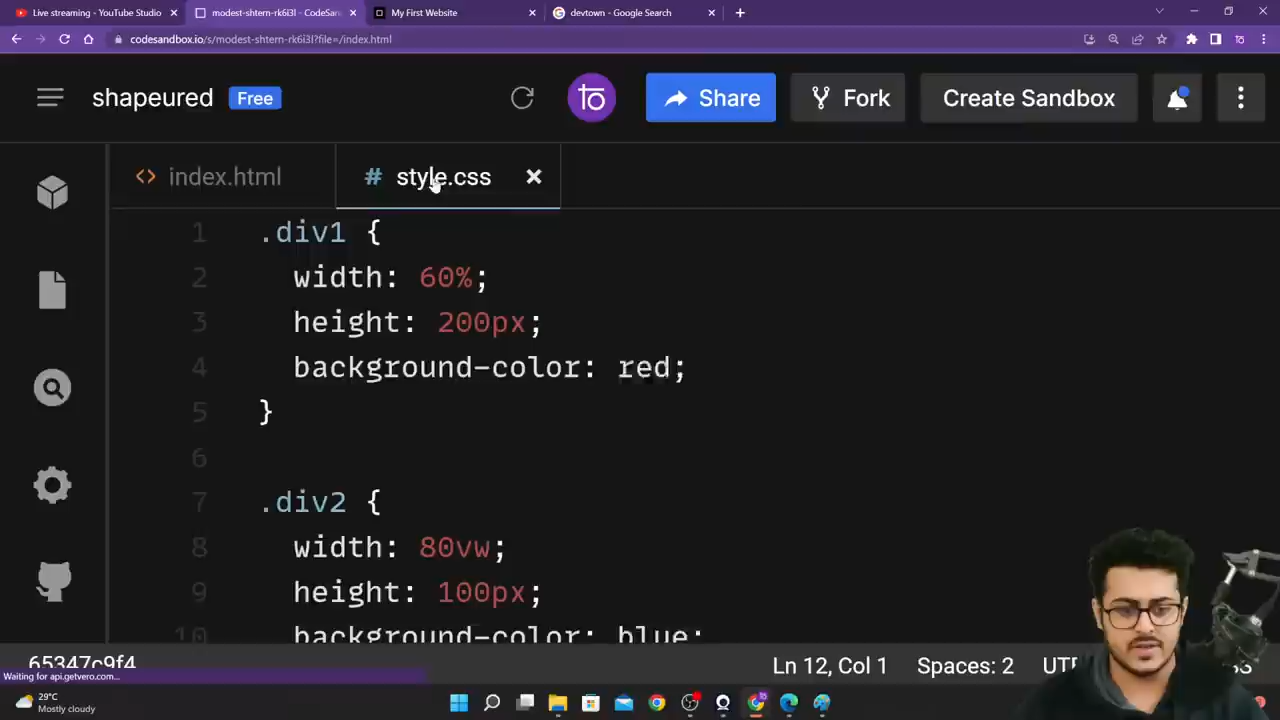 Live streaming - YouTube Studio
modest-shtern-rk6i3l - CodeSan
My First Website
devtown - Google Search
codesandbox.io/s/modest-shtern-rk6i3l?file=/index.html
shapeured
Free
Share
Fork
Create Sandbox
index.html
style.css
1 .div1 {
2 width: 60%;
3 height: 200px;
4 background-color: red;
5 }
6
7 .div2 {
8 width: 80vw;
9 height: 100px;
10 background-color: blue;
65347c9f4
Ln 12, Col 1
Spaces: 2
Waiting for api.getvero.com...
29°C
Mostly cloudy